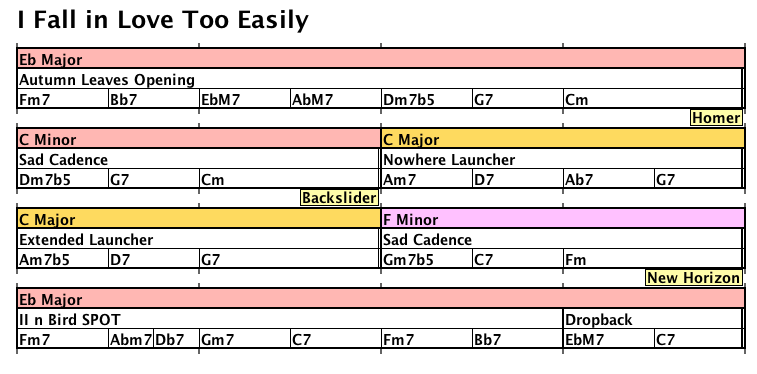 I Fall in Love Too Easily
Eb Major
Autumn Leaves Opening
Fm7 Bb7 EbM7 AbM7 Dm7b5 G7 Cm
Homer
C Minor C Major
Sad Cadence Nowhere Launcher
Dm7b5 G7 Cm Am7 D7 Ab7 G7
Backslider
C Major F Minor
Extended Launcher Sad Cadence
Am7b5 D7 G7 Gm7b5 C7 Fm
New Horizon
Eb Major
II n Bird SPOT Dropback
Fm7 Abm7 Db7 Gm7 C7 Fm7 Bb7 EbM7 C7